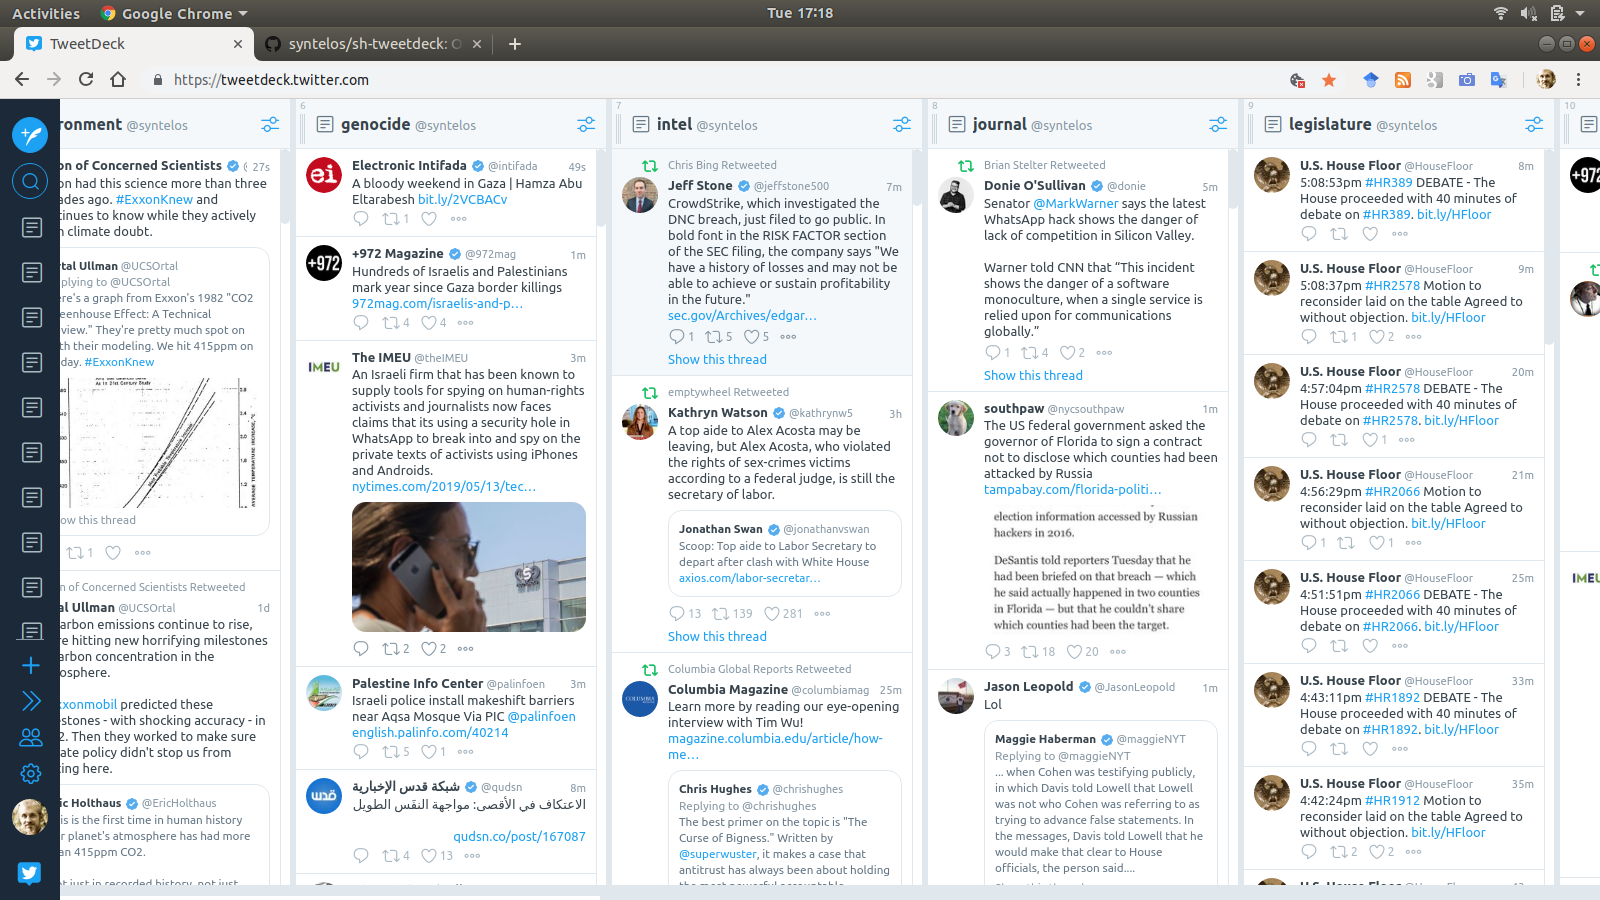 Activities
Google Chrome
Tue 17:18
TweetDeck
syntelos/sh-tweetdeck:
https://tweetdeck.twitter.com
ronment @syntelos
on of Concerned Scientists 27s
on had this science more than three
ades ago. #ExxonKnew and
tinues to know while they actively
n climate doubt.
rtal Ullman @UCSOrtal
plying to @UCSOrtal
ere's a graph from Exxon's 1982 "CO2
eenhouse Effect: A Technical
view." They're pretty much spot on
th their modeling. We hit 415ppm on
day. #ExxonKnew
ow this thread
1
n of Concerned Scientists Retweeted
al Ullman @UCSOrtal 1d
arbon emissions continue to rise,
re hitting new horrifying milestones
arbon concentration in the
osphere.
xxonmobil predicted these
estones - with shocking accuracy - in
2. Then they worked to make sure
ate policy didn't stop us from
ing here.
ic Holthaus @EricHolthaus
is is the first time in human history
r planet's atmosphere has had more
an 415ppm CO2.
t just in recorded history, not just
6
genocide @syntelos
Electronic Intifada @intifada 49s
A bloody weekend in Gaza | Hamza Abu
Eltarabesh bit.ly/2VCBACv
1
+972 Magazine @972mag 1m
Hundreds of Israelis and Palestinians
mark year since Gaza border killings
972mag.com/israelis-and-p…
4 4
The IMEU @theIMEU 3m
An Israeli firm that has been known to
supply tools for spying on human-rights
activists and journalists now faces
claims that its using a security hole in
WhatsApp to break into and spy on the
private texts of activists using iPhones
and Androids.
nytimes.com/2019/05/13/tec…
2 2
Palestine Info Center @palinfoen 3m
Israeli police install makeshift barriers
near Aqsa Mosque Via PIC @palinfoen
english.palinfo.com/40214
5 1
شبكة قدس الإخبارية @qudsn 8m
الاعتكاف في الأقصى: مواجهة النفَس الطويل
qudsn.co/post/167087
4 13
7
intel @syntelos
Chris Bing Retweeted
Jeff Stone @jeffstone500 7m
CrowdStrike, which investigated the
DNC breach, just filed to go public. In
bold font in the RISK FACTOR section
of the SEC filing, the company says "We
have a history of losses and may not be
able to achieve or sustain profitability
in the future."
sec.gov/Archives/edgar…
1 5 5
Show this thread
emptywheel Retweeted
Kathryn Watson @kathrynw5 3h
A top aide to Alex Acosta may be
leaving, but Alex Acosta, who violated
the rights of sex-crimes victims
according to a federal judge, is still the
secretary of labor.
Jonathan Swan @jonathanvswan
Scoop: Top aide to Labor Secretary to
depart after clash with White House
axios.com/labor-secretar…
13 139 281
Show this thread
Columbia Global Reports Retweeted
Columbia Magazine @columbiamag 25m
Learn more by reading our eye-opening
interview with Tim Wu!
magazine.columbia.edu/article/how-
me…
Chris Hughes @chrishughes
Replying to @chrishughes
The best primer on the topic is "The
Curse of Bigness." Written by
@superwuster, it makes a case that
antitrust has always been about holding
the most powerful accountable
8
journal @syntelos
Brian Stelter Retweeted
Donie O'Sullivan @donie 5m
Senator @MarkWarner says the latest
WhatsApp hack shows the danger of
lack of competition in Silicon Valley.
Warner told CNN that “This incident
shows the danger of a software
monoculture, when a single service is
relied upon for communications
globally.”
1 4 2
Show this thread
southpaw @nycsouthpaw 1m
The US federal government asked the
governor of Florida to sign a contract
not to disclose which counties had been
attacked by Russia
tampabay.com/florida-politi…
election information accessed by Russian
hackers in 2016.
DeSantis told reporters Tuesday that he
had been briefed on that breach — which
he said actually happened in two counties
in Florida — but that he couldn't share
which counties had been the target.
3 18 20
Jason Leopold @JasonLeopold 1m
Lol
Maggie Haberman @maggieNYT
Replying to @maggieNYT
... when Cohen was testifying publicly,
in which Davis told Lowell that Lowell
was not who Cohen was referring to as
trying to advance false statements. In
the messages, Davis told Lowell that he
would make that clear to House
officials, the person said....
9
legislature @syntelos
U.S. House Floor @HouseFloor 8m
5:08:53pm #HR389 DEBATE - The
House proceeded with 40 minutes of
debate on #HR389. bit.ly/HFloor
U.S. House Floor @HouseFloor 9m
5:08:37pm #HR2578 Motion to
reconsider laid on the table Agreed to
without objection. bit.ly/HFloor
1 2
U.S. House Floor @HouseFloor 20m
4:57:04pm #HR2578 DEBATE - The
House proceeded with 40 minutes of
debate on #HR2578. bit.ly/HFloor
1
U.S. House Floor @HouseFloor 21m
4:56:29pm #HR2066 Motion to
reconsider laid on the table Agreed to
without objection. bit.ly/HFloor
1 1
U.S. House Floor @HouseFloor 25m
4:51:51pm #HR2066 DEBATE - The
House proceeded with 40 minutes of
debate on #HR2066. bit.ly/HFloor
U.S. House Floor @HouseFloor 33m
4:43:11pm #HR1892 DEBATE - The
House proceeded with 40 minutes of
debate on #HR1892. bit.ly/HFloor
U.S. House Floor @HouseFloor 35m
4:42:24pm #HR1912 Motion to
reconsider laid on the table Agreed to
without objection. bit.ly/HFloor
2 2
10
+972
IMEU